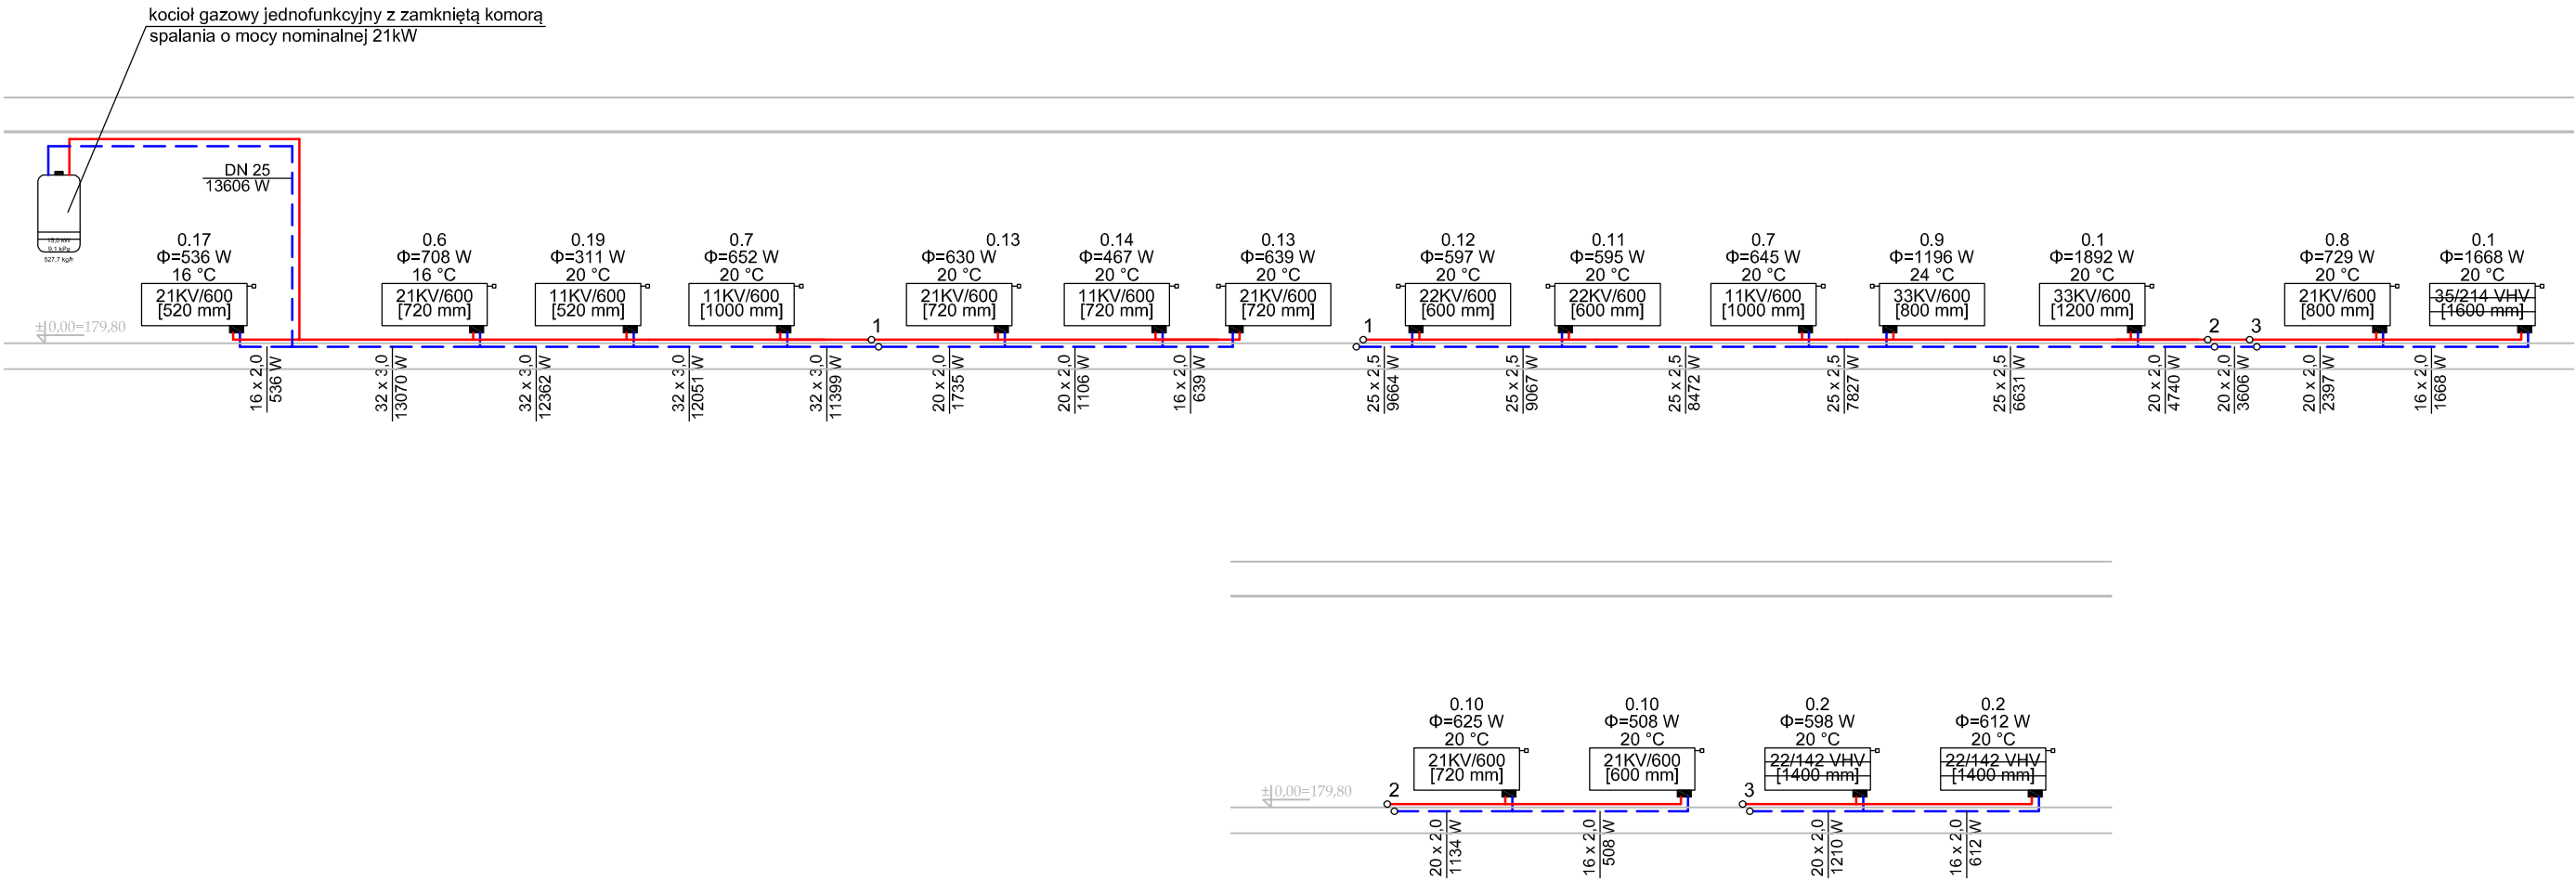 kocioł gazowy jednofunkcyjny z zamkniętą komorą
spalania o mocy nominalnej 21kW
DN 25
13606 W
9,1 kPa
527,7 kg/h
±0,00=179,80
0.17
Φ=536 W
16 °C
21KV/600
[520 mm]
0.6
Φ=708 W
16 °C
21KV/600
[720 mm]
0.19
Φ=311 W
20 °C
11KV/600
[520 mm]
0.7
Φ=652 W
20 °C
11KV/600
[1000 mm]
1
0.13
Φ=630 W
20 °C
21KV/600
[720 mm]
0.14
Φ=467 W
20 °C
11KV/600
[720 mm]
0.13
Φ=639 W
20 °C
21KV/600
[720 mm]
1
0.12
Φ=597 W
20 °C
22KV/600
[600 mm]
0.11
Φ=595 W
20 °C
22KV/600
[600 mm]
0.7
Φ=645 W
20 °C
11KV/600
[1000 mm]
0.9
Φ=1196 W
24 °C
33KV/600
[800 mm]
0.1
Φ=1892 W
20 °C
33KV/600
[1200 mm]
2
3
0.8
Φ=729 W
20 °C
21KV/600
[800 mm]
0.1
Φ=1668 W
20 °C
35/214 VHV
[1600 mm]
16 x 2,0
536 W
32 x 3,0
13070 W
32 x 3,0
12362 W
32 x 3,0
12051 W
32 x 3,0
11399 W
20 x 2,0
1735 W
20 x 2,0
1106 W
16 x 2,0
639 W
25 x 2,5
9664 W
25 x 2,5
9067 W
25 x 2,5
8472 W
25 x 2,5
7827 W
25 x 2,5
6631 W
20 x 2,0
4740 W
20 x 2,0
3606 W
20 x 2,0
2397 W
16 x 2,0
1668 W
±0,00=179,80
2
0.10
Φ=625 W
20 °C
21KV/600
[720 mm]
0.10
Φ=508 W
20 °C
21KV/600
[600 mm]
3
0.2
Φ=598 W
20 °C
22/142 VHV
[1400 mm]
0.2
Φ=612 W
20 °C
22/142 VHV
[1400 mm]
20 x 2,0
1134 W
16 x 2,0
508 W
20 x 2,0
1210 W
16 x 2,0
612 W